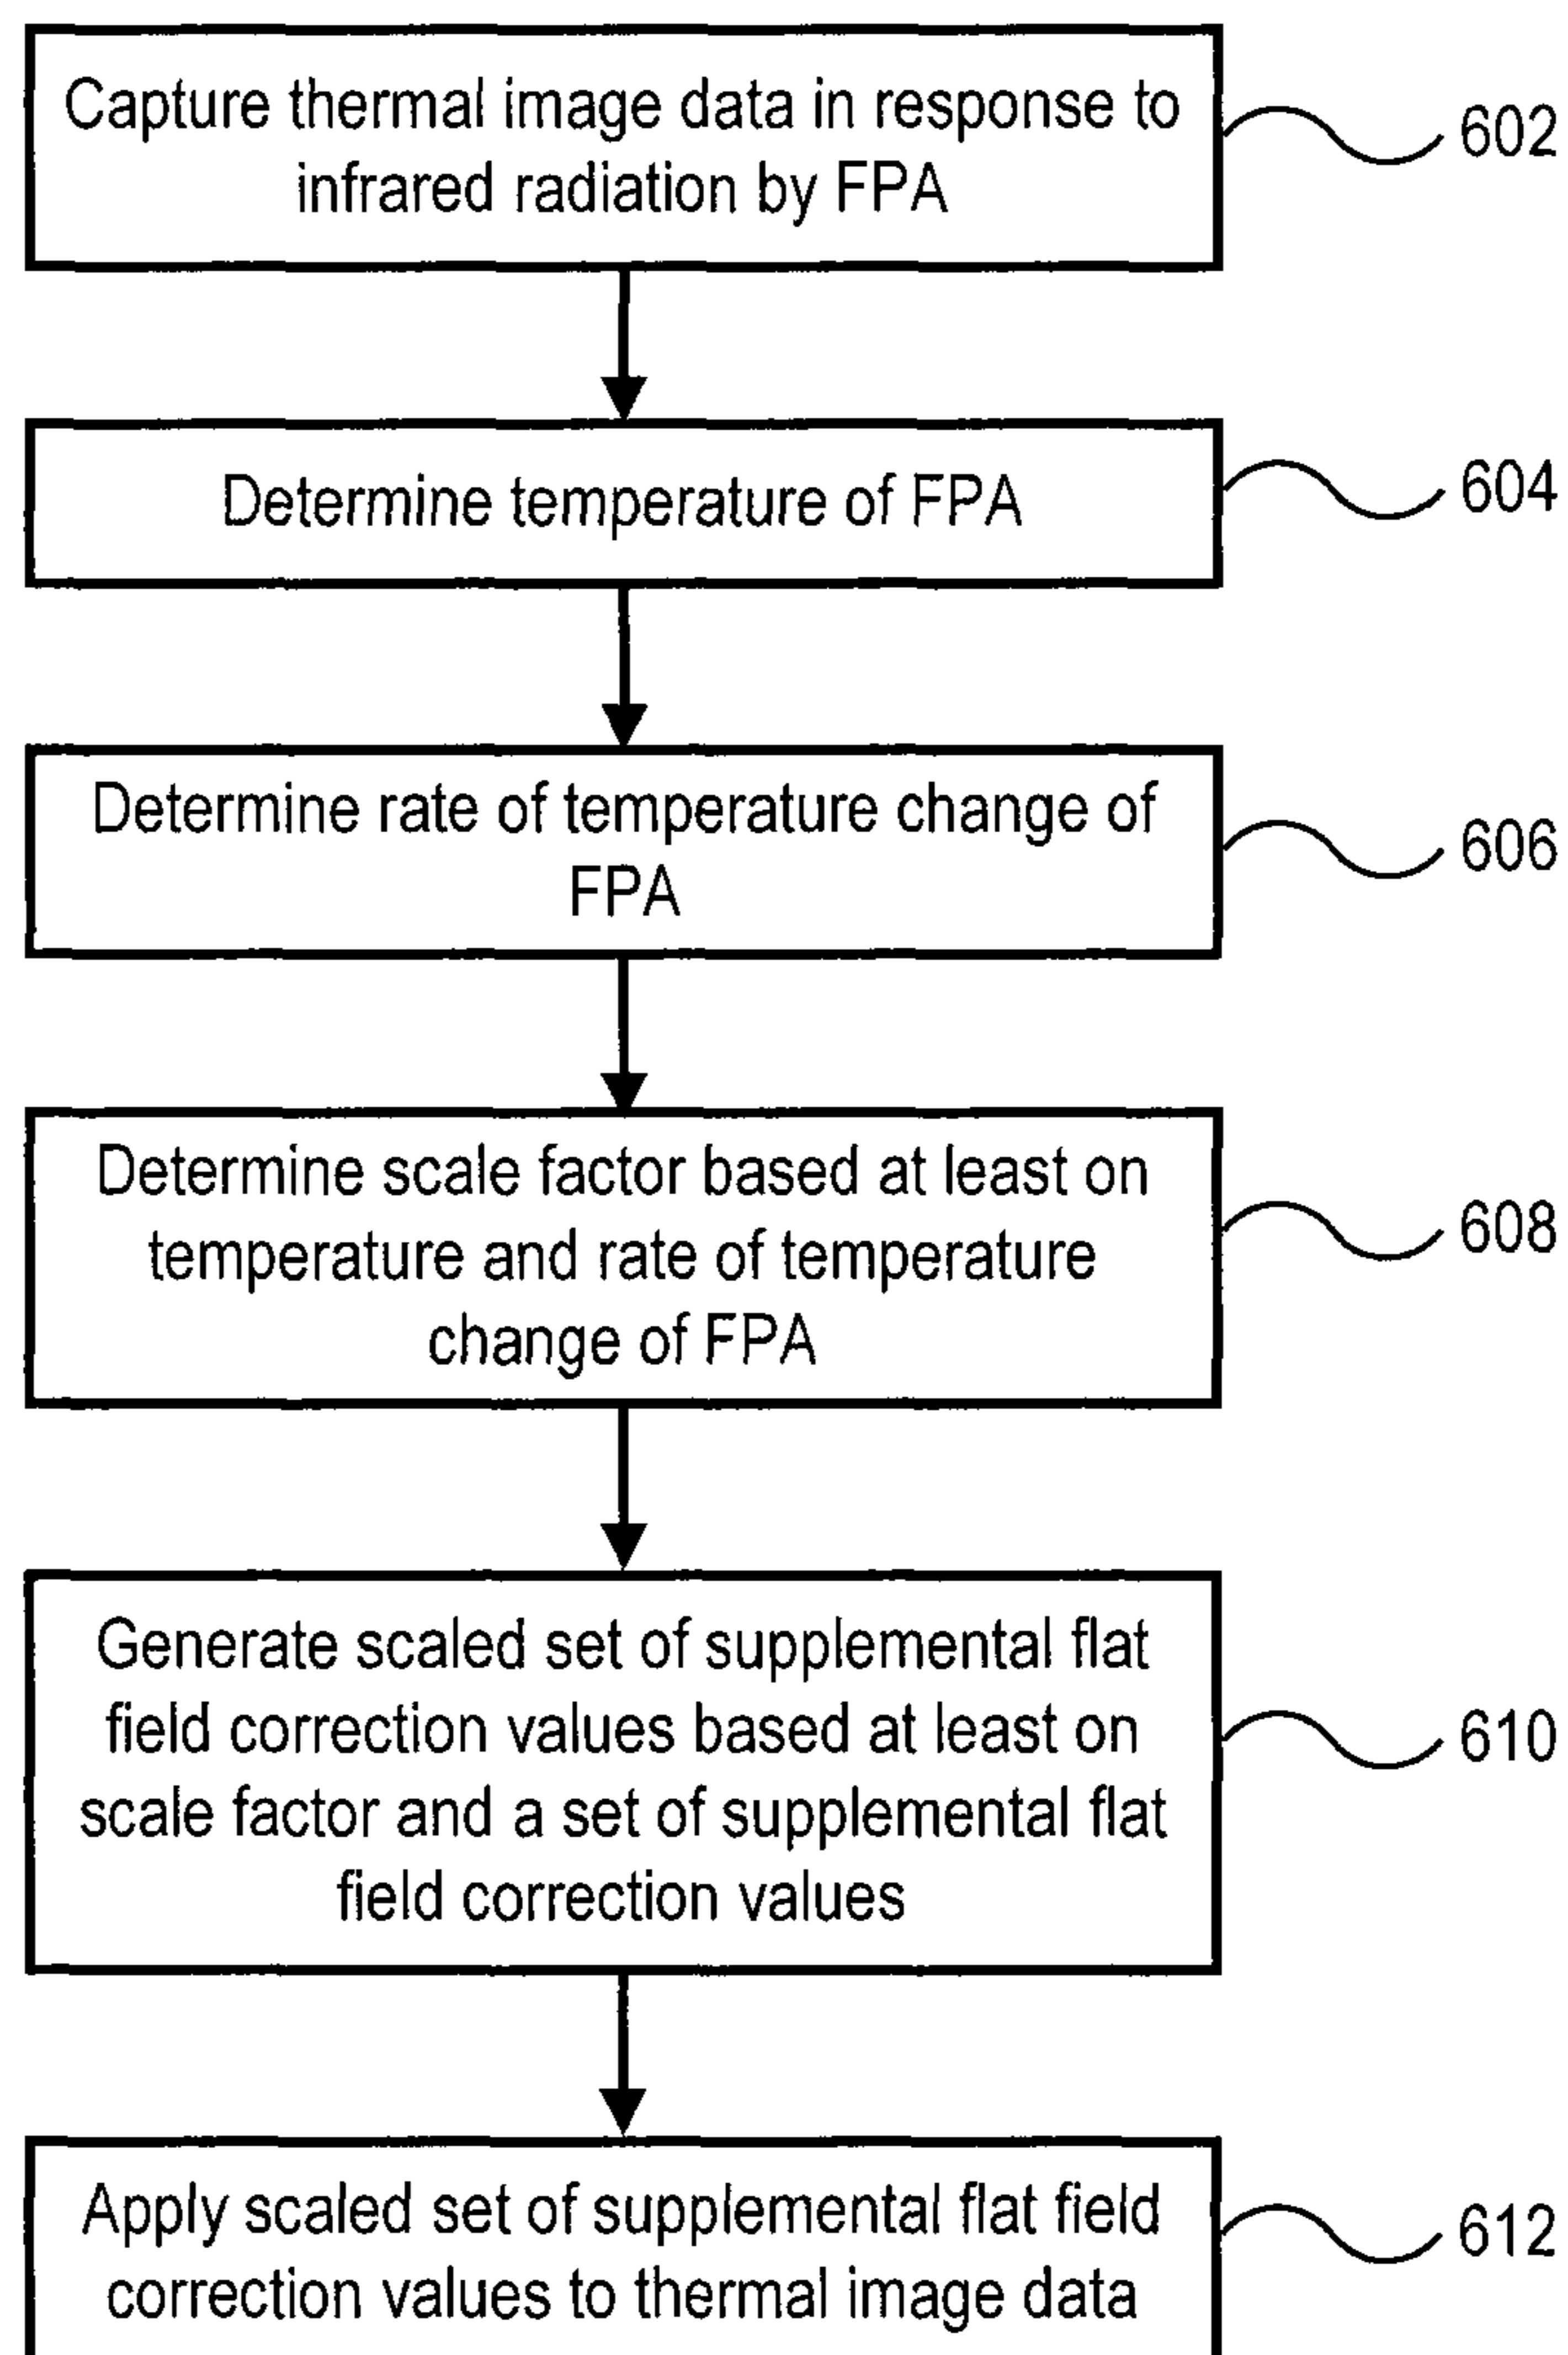 Capture thermal image data in response to
infrared radiation by FPA
602
Determine temperature of FPA
604
Determine rate of temperature change of
FPA
606
Determine scale factor based at least on
temperature and rate of temperature
change of FPA
608
Generate scaled set of supplemental flat
field correction values based at least on
scale factor and a set of supplemental flat
field correction values
610
Apply scaled set of supplemental flat field
correction values to thermal image data
612